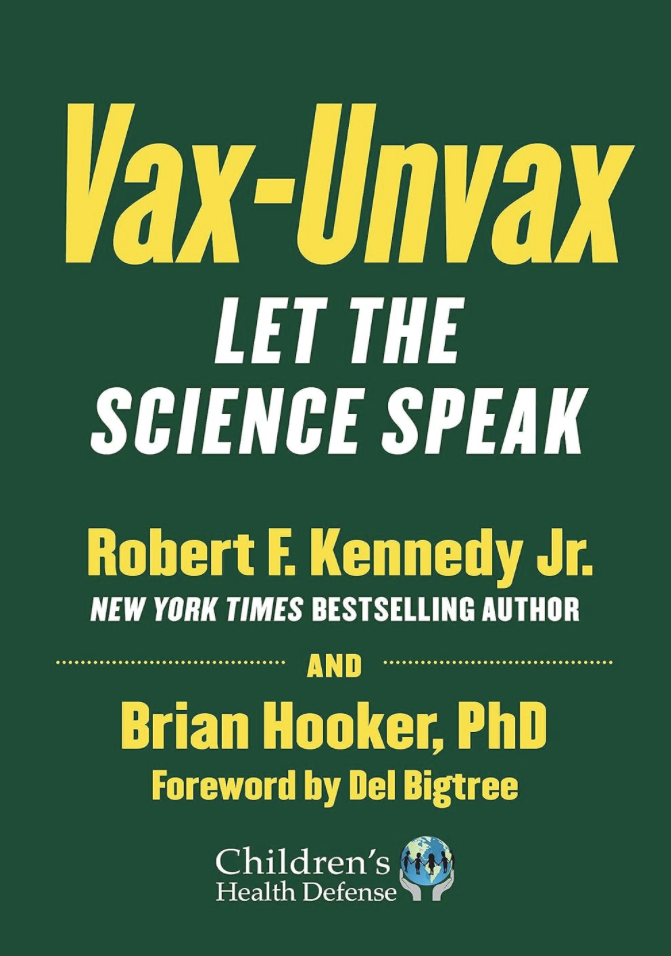 Vax-Unvax
LET THE
SCIENCE SPEAK
Robert F. Kennedy Jr.
NEW YORK TIMES BESTSELLING AUTHOR
AND
Brian Hooker, PhD
Foreword by Del Bigtree
Children's
Health Defense